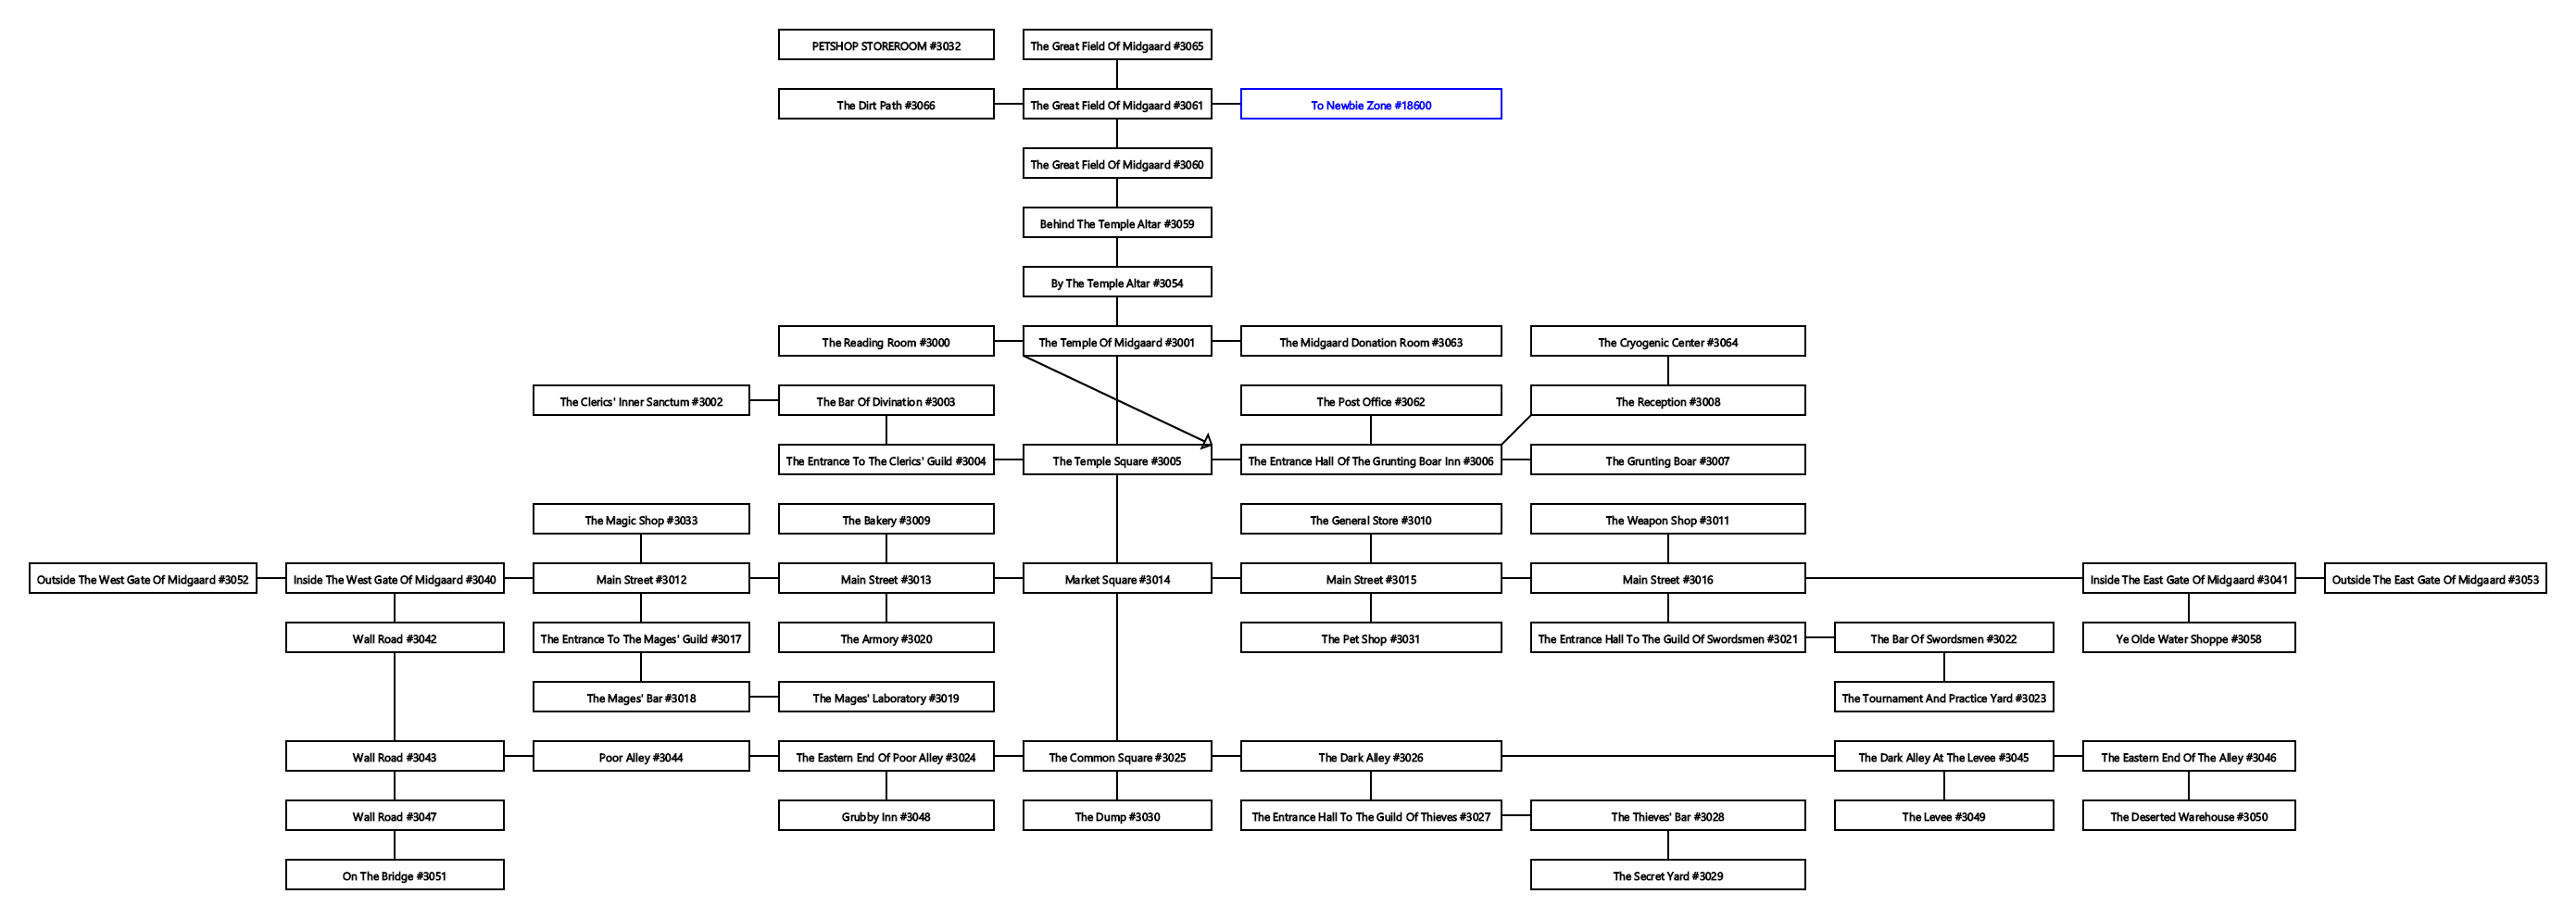 PETSHOP STOREROOM #3032
The Great Field Of Midgaard #3065
The Dirt Path #3066
The Great Field Of Midgaard #3061
To Newbie Zone #18600
The Great Field Of Midgaard #3060
Behind The Temple Altar #3059
By The Temple Altar #3054
The Reading Room #3000
The Temple Of Midgaard #3001
The Midgaard Donation Room #3063
The Cryogenic Center #3064
The Clerics' Inner Sanctum #3002
The Bar Of Divination #3003
The Post Office #3062
The Reception #3008
The Entrance To The Clerics' Guild #3004
The Temple Square #3005
The Entrance Hall Of The Grunting Boar Inn #3006
The Grunting Boar #3007
The Magic Shop #3033
The Bakery #3009
The General Store #3010
The Weapon Shop #3011
Outside The West Gate Of Midgaard #3052
Inside The West Gate Of Midgaard #3040
Main Street #3012
Main Street #3013
Market Square #3014
Main Street #3015
Main Street #3016
Inside The East Gate Of Midgaard #3041
Outside The East Gate Of Midgaard #3053
Wall Road #3042
The Entrance To The Mages' Guild #3017
The Armory #3020
The Pet Shop #3031
The Entrance Hall To The Guild Of Swordsmen #3021
The Bar Of Swordsmen #3022
Ye Olde Water Shoppe #3058
The Mages' Bar #3018
The Mages' Laboratory #3019
The Tournament And Practice Yard #3023
Wall Road #3043
Poor Alley #3044
The Eastern End Of Poor Alley #3024
The Common Square #3025
The Dark Alley #3026
The Dark Alley At The Levee #3045
The Eastern End Of The Alley #3046
Wall Road #3047
Grubby Inn #3048
The Dump #3030
The Entrance Hall To The Guild Of Thieves #3027
The Thieves' Bar #3028
The Levee #3049
The Deserted Warehouse #3050
On The Bridge #3051
The Secret Yard #3029